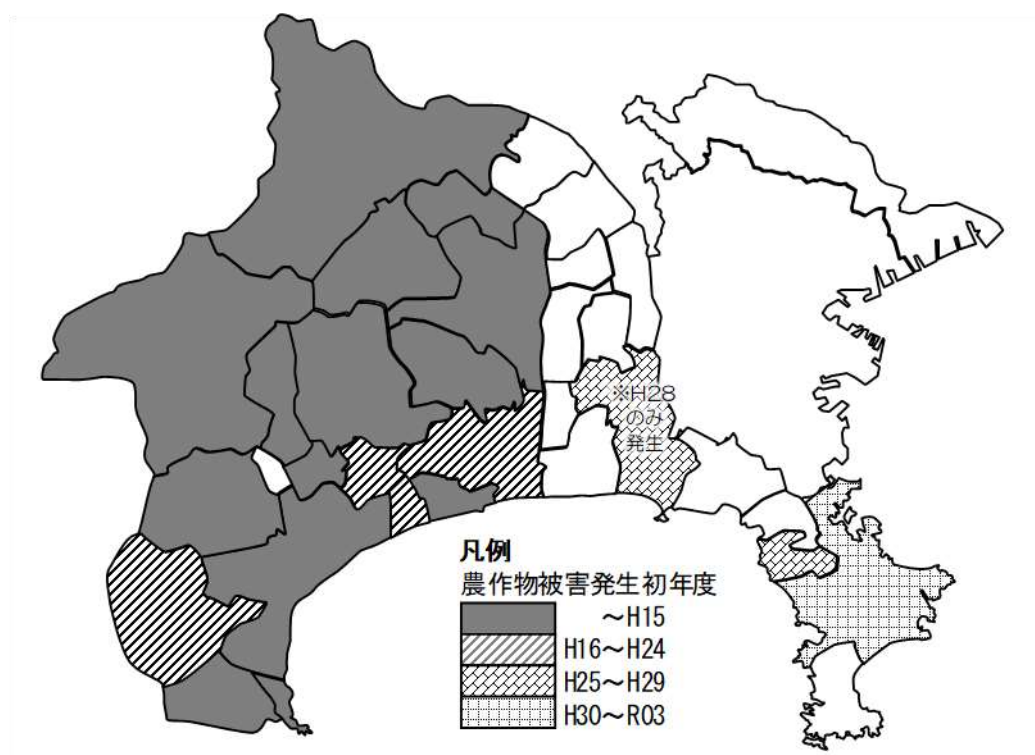 ※H28
のみ
発生
凡例
農作物被害発生初年度
～H15
H16～H24
H25～H29
H30～R03